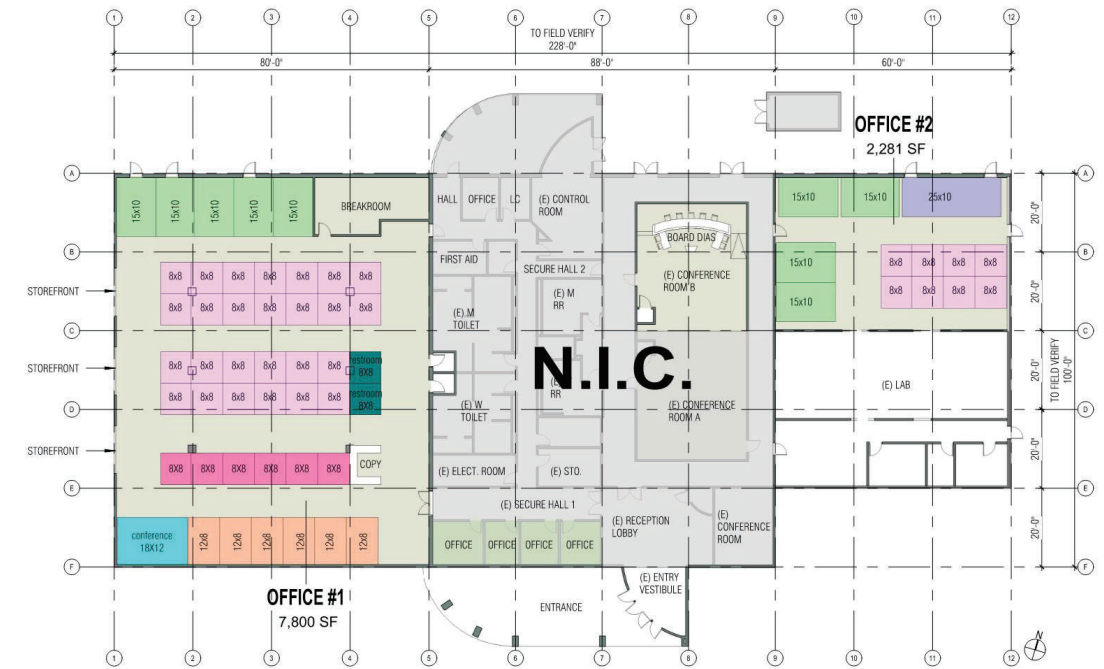 1 2 3 4 5 6 7 8 9 10 11 12
TO FIELD VERIFY
228'-0"
80'-0" 88'-0" 60'-0"
OFFICE #2
2,281 SF
A A
15x10 15x10 15x10 15x10 15x10
BREAKROOM
HALL OFFICE LC (E) CONTROL
ROOM
15x10 15x10 25x10
20'-0"
BOARD DIAS
B B
FIRST AID
SECURE HALL 2
(E) CONFERENCE
ROOM B
15x10
15x10
8x8 8x8 8x8 8x8
8x8 8x8 8x8 8x8
20'-0"
8x8 8x8 8x8 8x8 8x8 8x8 8x8
STOREFRONT
8x8 8x8 8x8 8x8 8x8 8x8 8x8
(E) M
RR
(E) M
TOILET
C C
N.I.C.
STOREFRONT
8x8 8x8 8x8 8x8 8x8 8x8 restroom
8X8
8x8 8x8 8x8 8x8 8x8 8x8 restroom
8X8
(E)
RR
(E) W
TOILET
(E) CONFERENCE
ROOM A
(E) LAB
20'-0"
TO FIELD VERIFY
100'-0"
D D
STOREFRONT
8X8 8X8 8X8 8X8 8X8 8X8 COPY
(E) ELECT. ROOM (E) STO.
20'-0"
E E
(E) SECURE HALL 1
(E) RECEPTION
LOBBY
(E)
CONFERENCE
ROOM
conference
18X12
12x8 12x8 12x8 12x8 12x8 12x8
OFFICE OFFICE OFFICE OFFICE
20'-0"
F F
(E) ENTRY
VESTIBULE
OFFICE #1
7,800 SF
ENTRANCE
N
1 2 3 4 5 6 7 8 9 10 11 12